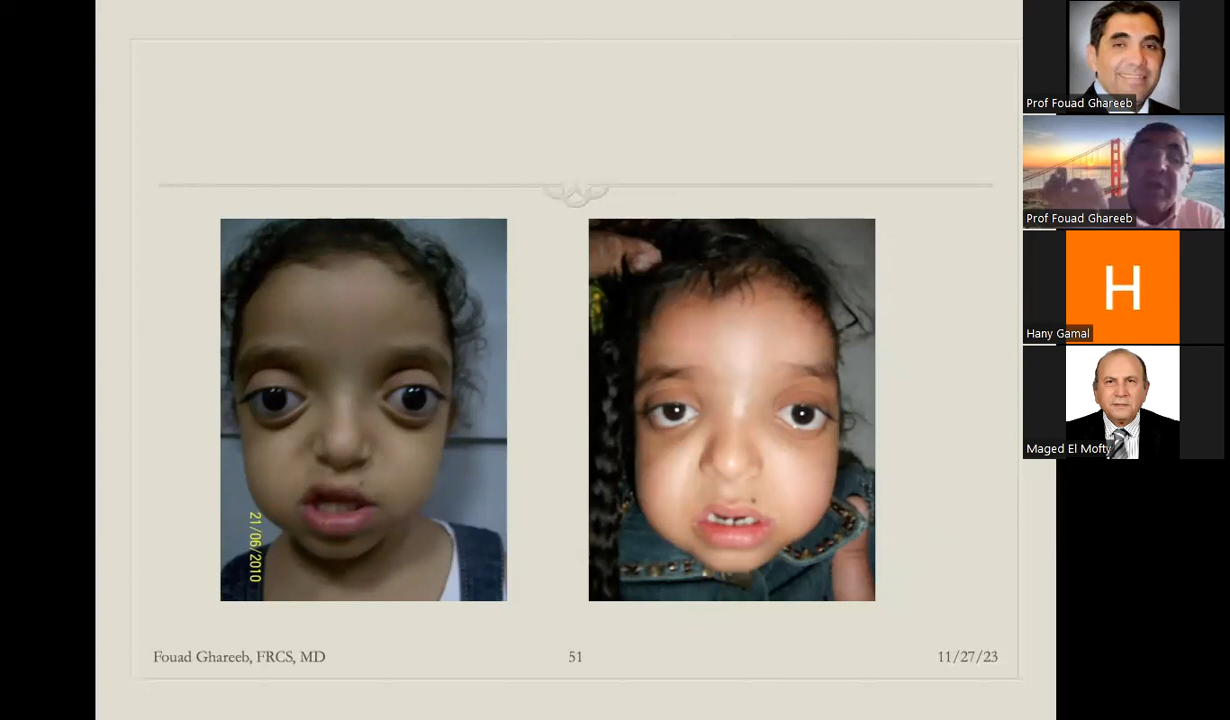 21/06/2010
Fouad Ghareeb, FRCS, MD
51
11/27/23
Prof Fouad Ghareeb
Prof Fouad Ghareeb
H
Hany Gamal
Maged El Mofty